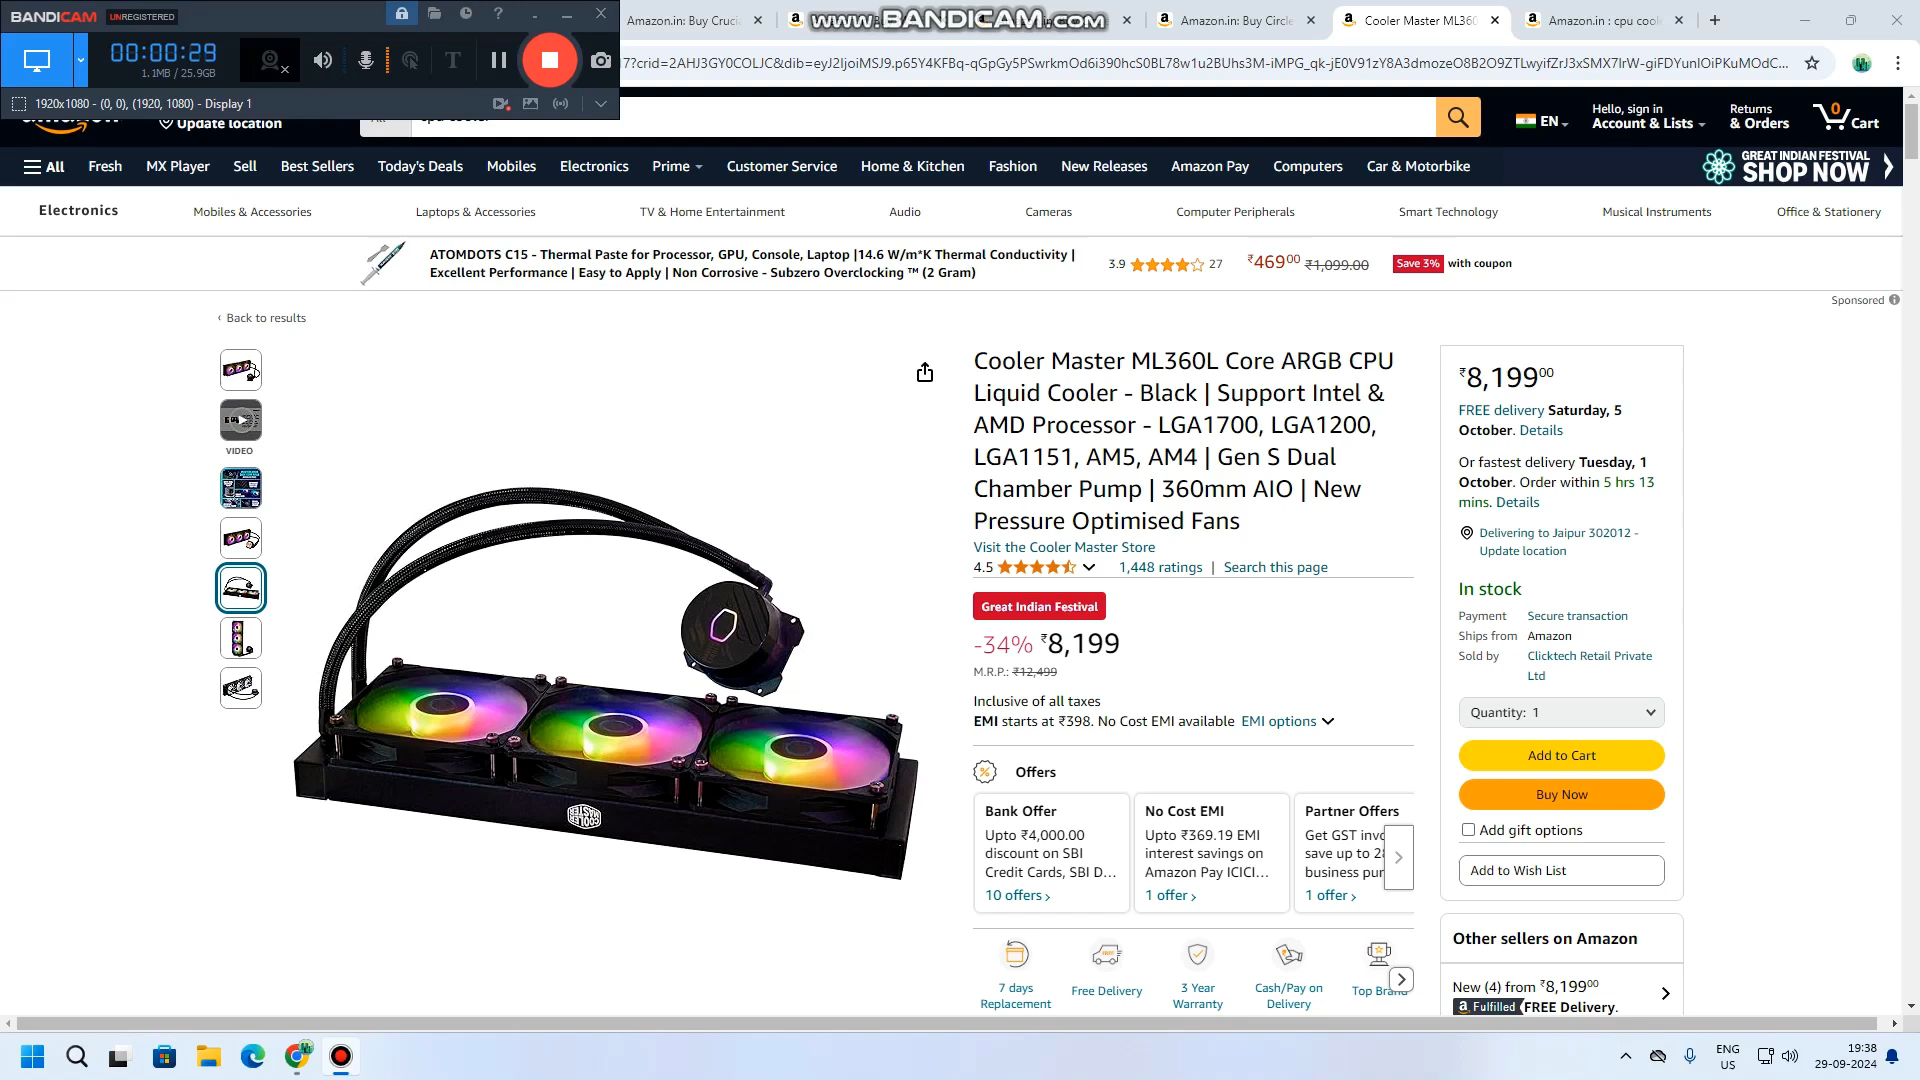 BANDICAM UNREGISTERED
00:00:29
1.1MB / 25.9GB
1920x1080 - (0, 0), (1920, 1080) - Display 1
www.BANDICAM.com
Amazon.in: Buy Cruci
Amazon.in: Buy Circle
Cooler Master ML360
Amazon.in : cpu cool
Update location
EN
Hello, sign in
Account & Lists
Returns
& Orders
0
Cart
All
Fresh
MX Player
Sell
Best Sellers
Today's Deals
Mobiles
Electronics
Prime
Customer Service
Home & Kitchen
Fashion
New Releases
Amazon Pay
Computers
Car & Motorbike
GREAT INDIAN FESTIVAL
SHOP NOW
Electronics
Mobiles & Accessories
Laptops & Accessories
TV & Home Entertainment
Audio
Cameras
Computer Peripherals
Smart Technology
Musical Instruments
Office & Stationery
ATOMDOTS C15 - Thermal Paste for Processor, GPU, Console, Laptop |14.6 W/m*K Thermal Conductivity |
Excellent Performance | Easy to Apply | Non Corrosive - Subzero Overclocking ™ (2 Gram)
3.9 27
₹469⁰⁰ ₹1,099.00
Save 3% with coupon
Sponsored
‹ Back to results
VIDEO
Cooler Master ML360L Core ARGB CPU
Liquid Cooler - Black | Support Intel &
AMD Processor - LGA1700, LGA1200,
LGA1151, AM5, AM4 | Gen S Dual
Chamber Pump | 360mm AIO | New
Pressure Optimised Fans
Visit the Cooler Master Store
4.5 1,448 ratings | Search this page
Great Indian Festival
-34% ₹8,199
M.R.P.: ₹12,499
Inclusive of all taxes
EMI starts at ₹398. No Cost EMI available EMI options
Offers
Bank Offer
Upto ₹4,000.00
discount on SBI
Credit Cards, SBI D…
10 offers ›
No Cost EMI
Upto ₹369.19 EMI
interest savings on
Amazon Pay ICICI…
1 offer ›
Partner Offers
Get GST invo
save up to 28
business pur
1 offer ›
7 days
Replacement
Free Delivery
3 Year
Warranty
Cash/Pay on
Delivery
Top Brand
COOLER
MASTER
₹8,199⁰⁰
FREE delivery Saturday, 5
October. Details
Or fastest delivery Tuesday, 1
October. Order within 5 hrs 13
mins. Details
Delivering to Jaipur 302012 -
Update location
In stock
Payment Secure transaction
Ships from Amazon
Sold by Clicktech Retail Private
Ltd
Quantity: 1
Add to Cart
Buy Now
Add gift options
Add to Wish List
Other sellers on Amazon
New (4) from ₹8,199⁰⁰
Fulfilled FREE Delivery.
ENG
US
19:38
29-09-2024